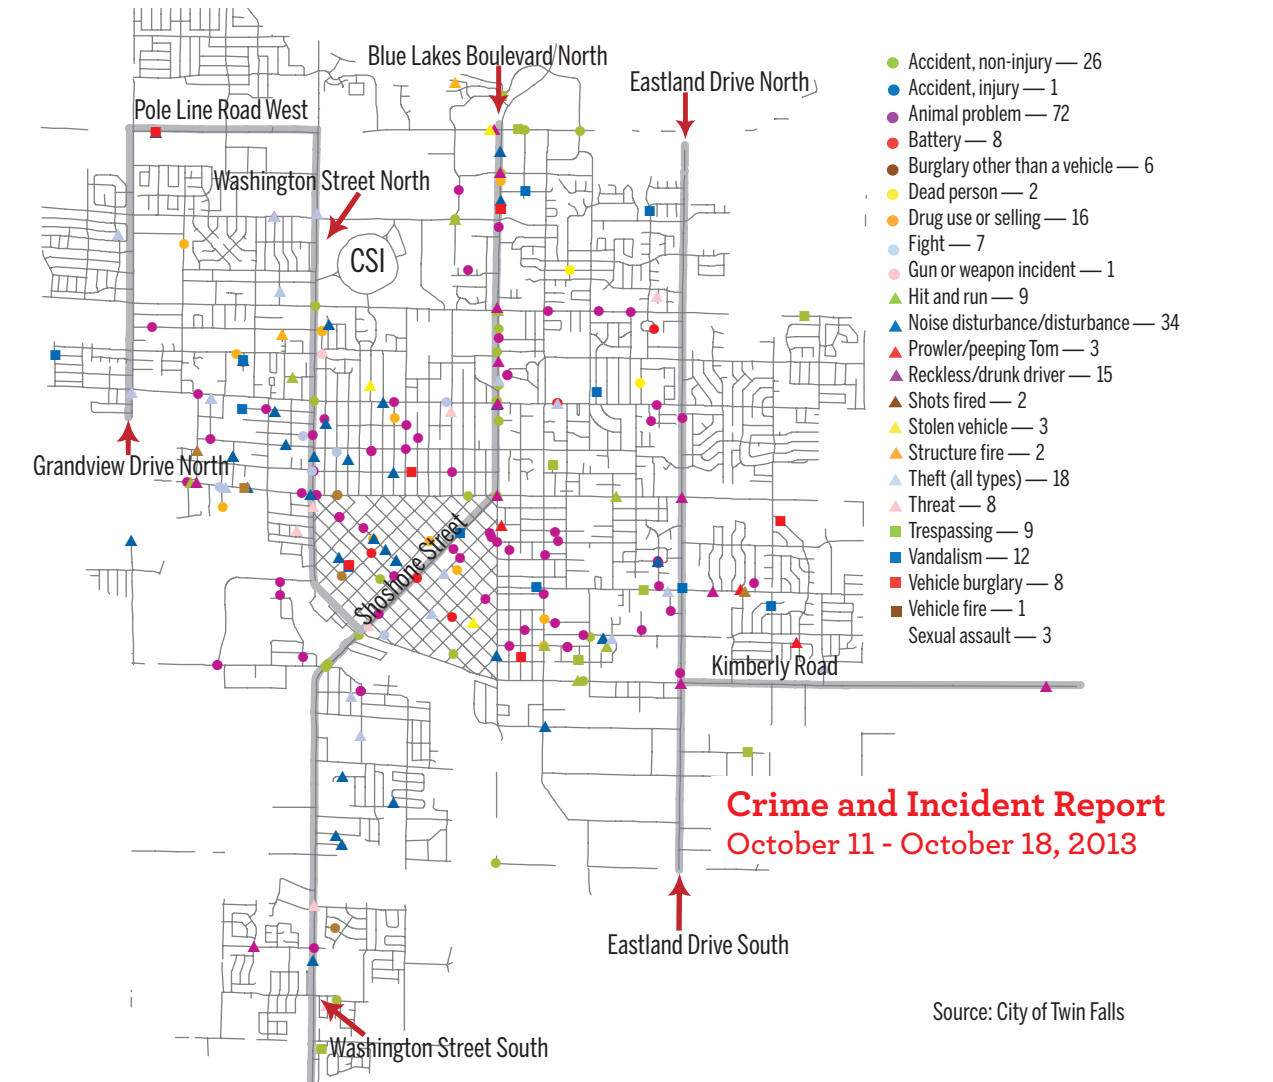 Blue Lakes Boulevard North
Eastland Drive North
Pole Line Road West
Washington Street North
CSI
Grandview Drive North
Shoshone Street
Kimberly Road
Accident, non-injury — 26
Accident, injury — 1
Animal problem — 72
Battery — 8
Burglary other than a vehicle — 6
Dead person — 2
Drug use or selling — 16
Fight — 7
Gun or weapon incident — 1
Hit and run — 9
Noise disturbance/disturbance — 34
Prowler/peeping Tom — 3
Reckless/drunk driver — 15
Shots fired — 2
Stolen vehicle — 3
Structure fire — 2
Theft (all types) — 18
Threat — 8
Trespassing — 9
Vandalism — 12
Vehicle burglary — 8
Vehicle fire — 1
Sexual assault — 3
Crime and Incident Report
October 11 - October 18, 2013
Eastland Drive South
Source: City of Twin Falls
Washington Street South